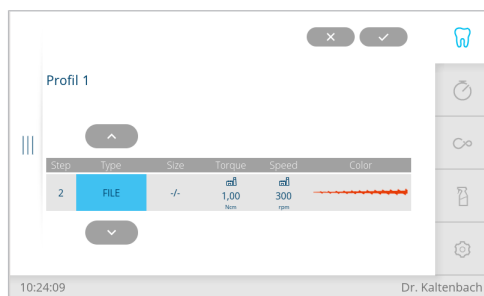 Profil 1
Step Type Size Torque Speed Color
2 FILE -/- 1,00 300
Ncm rpm
10:24:09 Dr. Kaltenbach